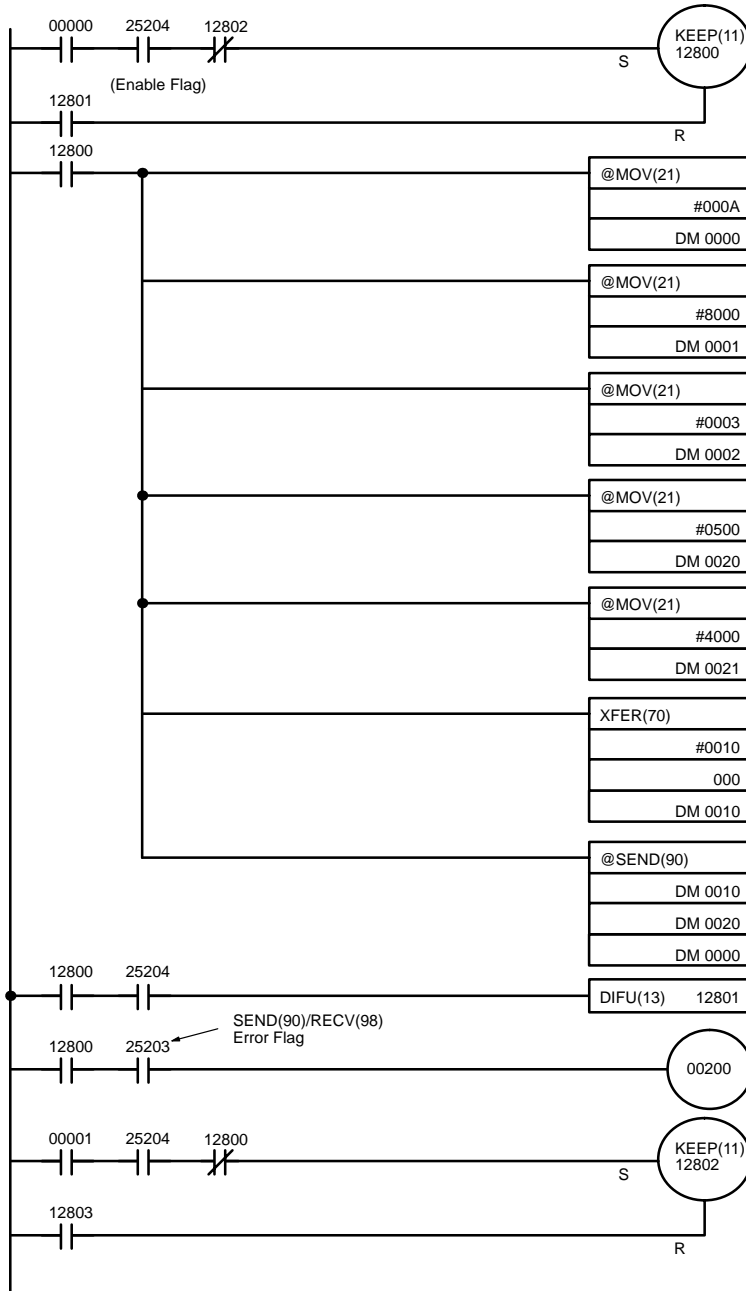 00000 25204 12802
KEEP(11)
12800
S
(Enable Flag)
12801
R
12800
@MOV(21)
#000A
DM 0000
@MOV(21)
#8000
DM 0001
@MOV(21)
#0003
DM 0002
@MOV(21)
#0500
DM 0020
@MOV(21)
#4000
DM 0021
XFER(70)
#0010
000
DM 0010
@SEND(90)
DM 0010
DM 0020
DM 0000
12800 25204
DIFU(13) 12801
SEND(90)/RECV(98)
Error Flag
12800 25203
00200
00001 25204 12800
KEEP(11)
12802
S
12803
R